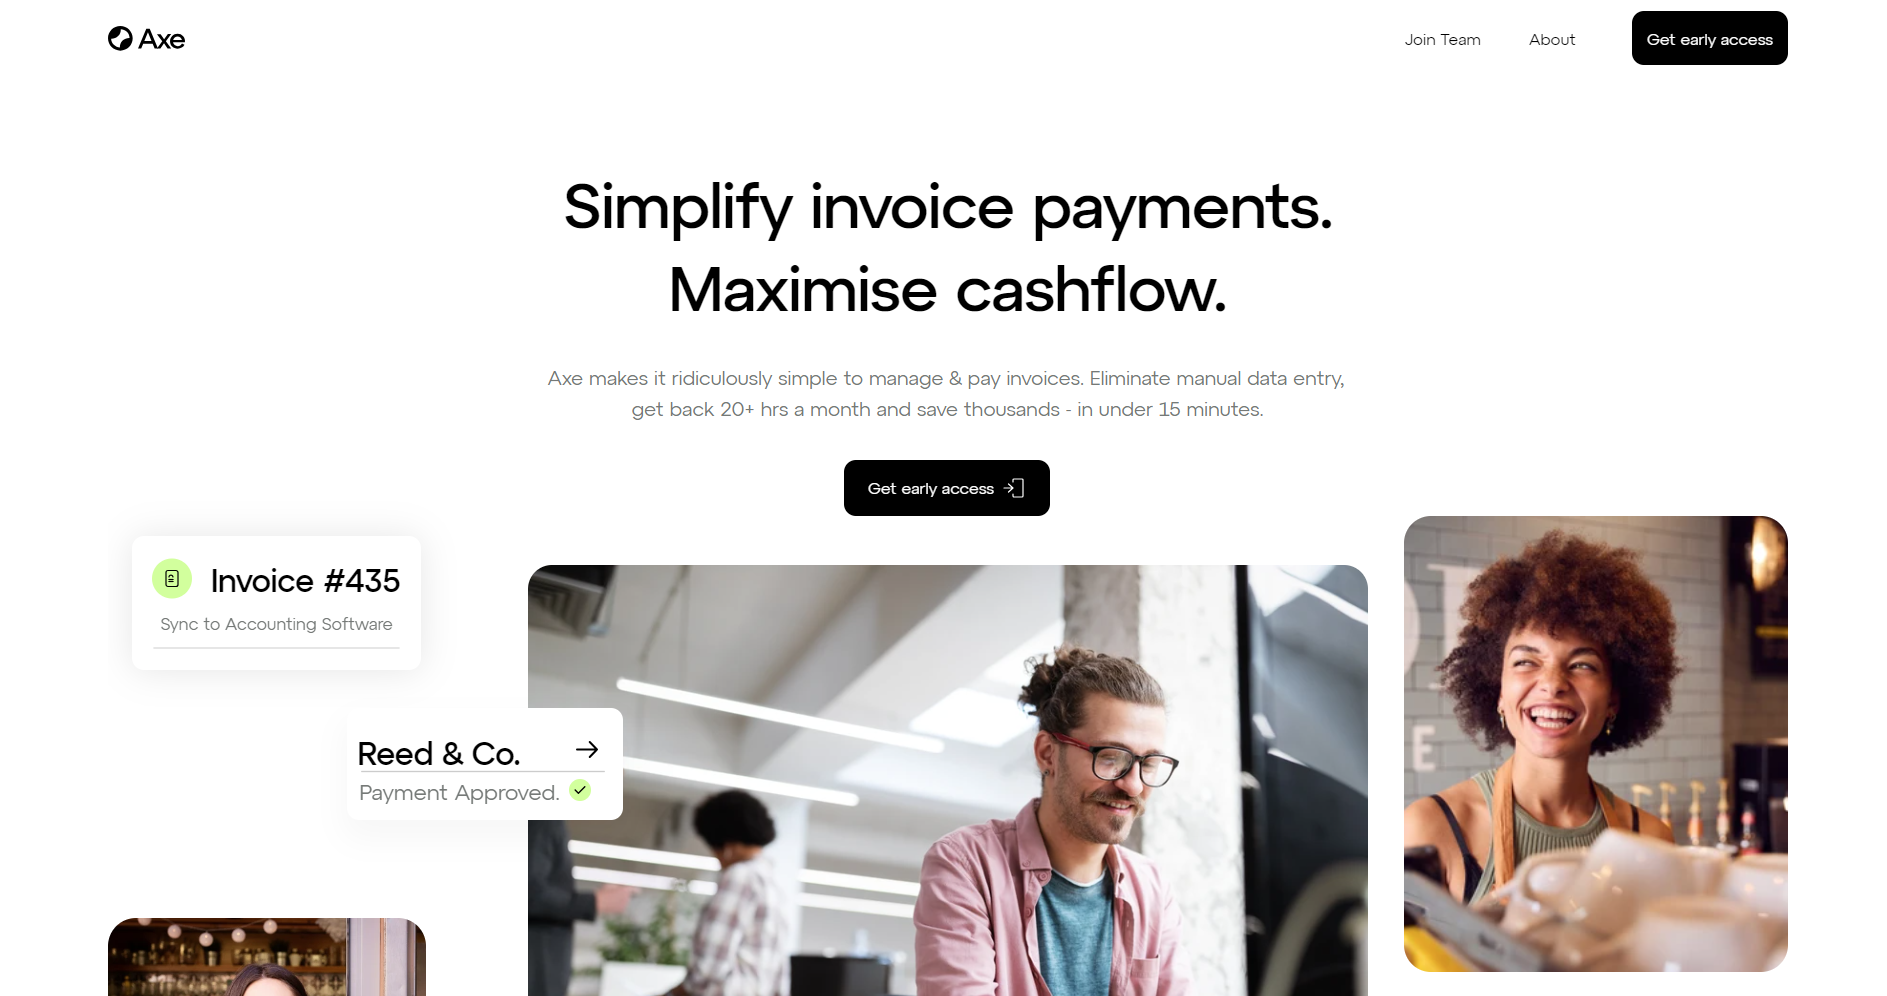 Axe
Join Team
About
Get early access
Simplify invoice payments.
Maximise cashflow.
Axe makes it ridiculously simple to manage & pay invoices. Eliminate manual data entry,
get back 20+ hrs a month and save thousands - in under 15 minutes.
Get early access
Invoice #435
Sync to Accounting Software
Reed & Co.
Payment Approved.